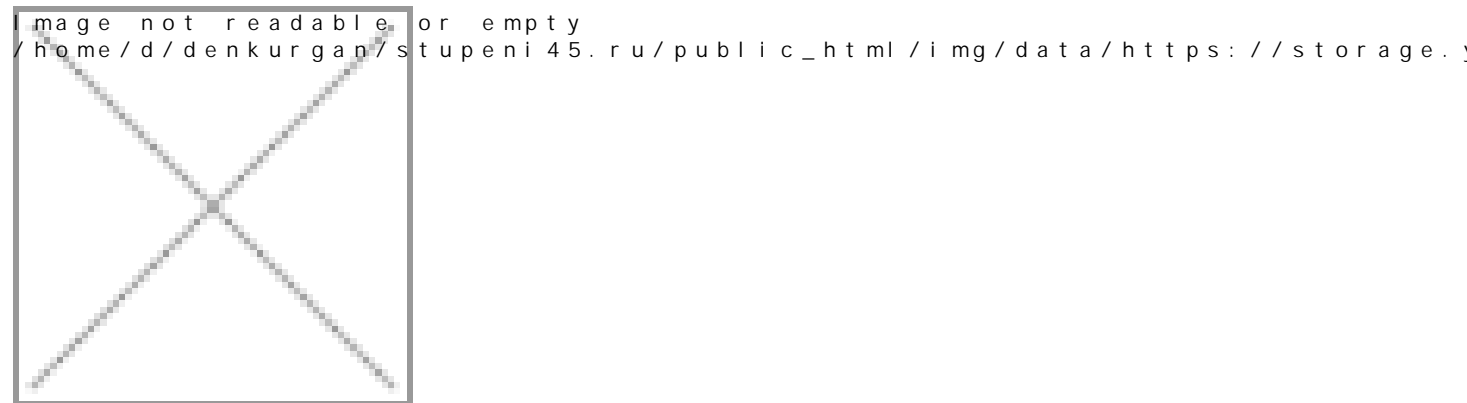 Image not readable or empty
/home/d/denkurgan/stupeni45.ru/public_html/img/data/https://storage.y